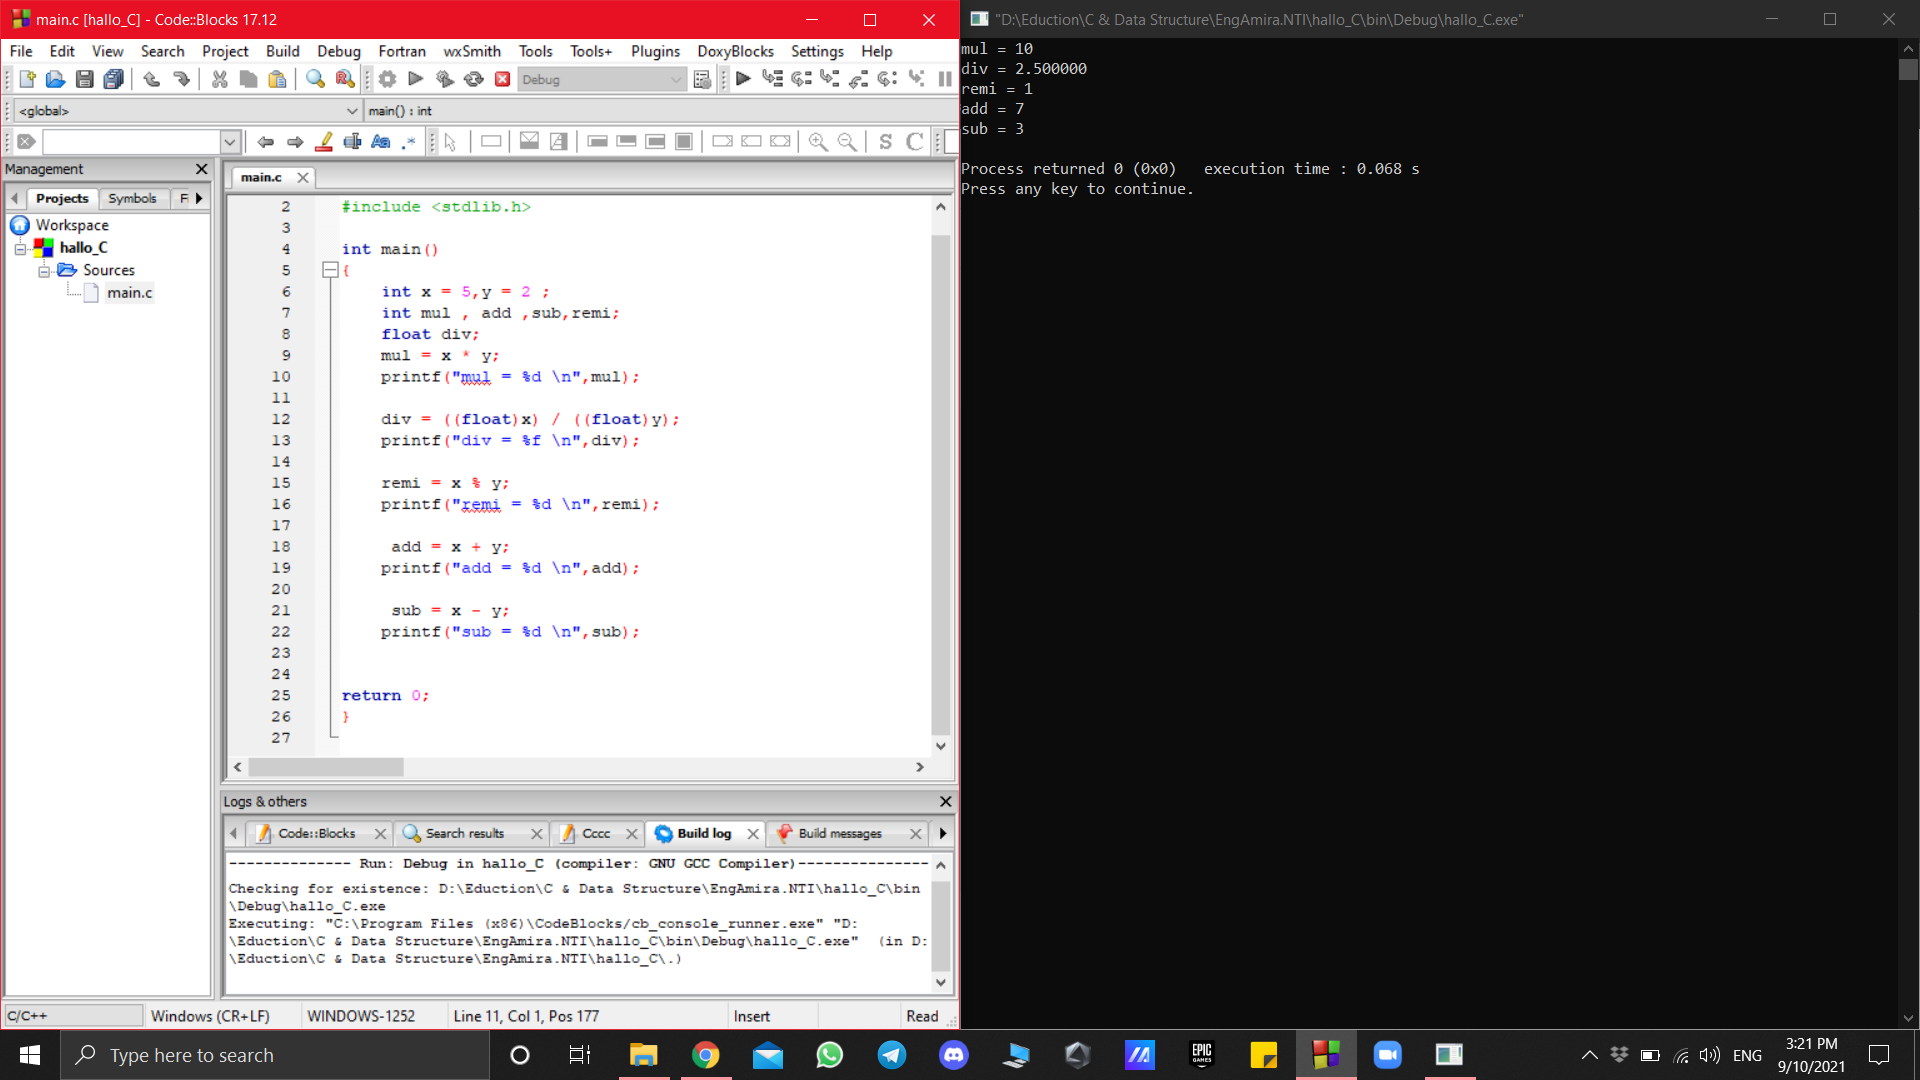 main.c [hallo_C] - Code::Blocks 17.12
File Edit View Search Project Build Debug Fortran wxSmith Tools Tools+ Plugins DoxyBlocks Settings Help
Debug
<global> main() : int
Aa .* S C
Management
Projects Symbols
Workspace
hallo_C
Sources
main.c
main.c
2 #include <stdlib.h>
3
4 int main()
5 {
6 int x = 5,y = 2 ;
7 int mul , add ,sub,remi;
8 float div;
9 mul = x * y;
10 printf("mul = %d \n",mul);
11
12 div = ((float)x) / ((float)y);
13 printf("div = %f \n",div);
14
15 remi = x % y;
16 printf("remi = %d \n",remi);
17
18 add = x + y;
19 printf("add = %d \n",add);
20
21 sub = x - y;
22 printf("sub = %d \n",sub);
23
24
25 return 0;
26 }
27
Logs & others
Code::Blocks Search results Cccc Build log Build messages
-------------- Run: Debug in hallo_C (compiler: GNU GCC Compiler)---------------
Checking for existence: D:\Eduction\C & Data Structure\EngAmira.NTI\hallo_C\bin
\Debug\hallo_C.exe
Executing: "C:\Program Files (x86)\CodeBlocks/cb_console_runner.exe" "D:
\Eduction\C & Data Structure\EngAmira.NTI\hallo_C\bin\Debug\hallo_C.exe"  (in D:
\Eduction\C & Data Structure\EngAmira.NTI\hallo_C\.)
C/C++ Windows (CR+LF) WINDOWS-1252 Line 11, Col 1, Pos 177 Insert Read
"D:\Eduction\C & Data Structure\EngAmira.NTI\hallo_C\bin\Debug\hallo_C.exe"
mul = 10
div = 2.500000
remi = 1
add = 7
sub = 3
Process returned 0 (0x0)   execution time : 0.068 s
Press any key to continue.
Type here to search
EPIC
GAMES
ENG
3:21 PM
9/10/2021